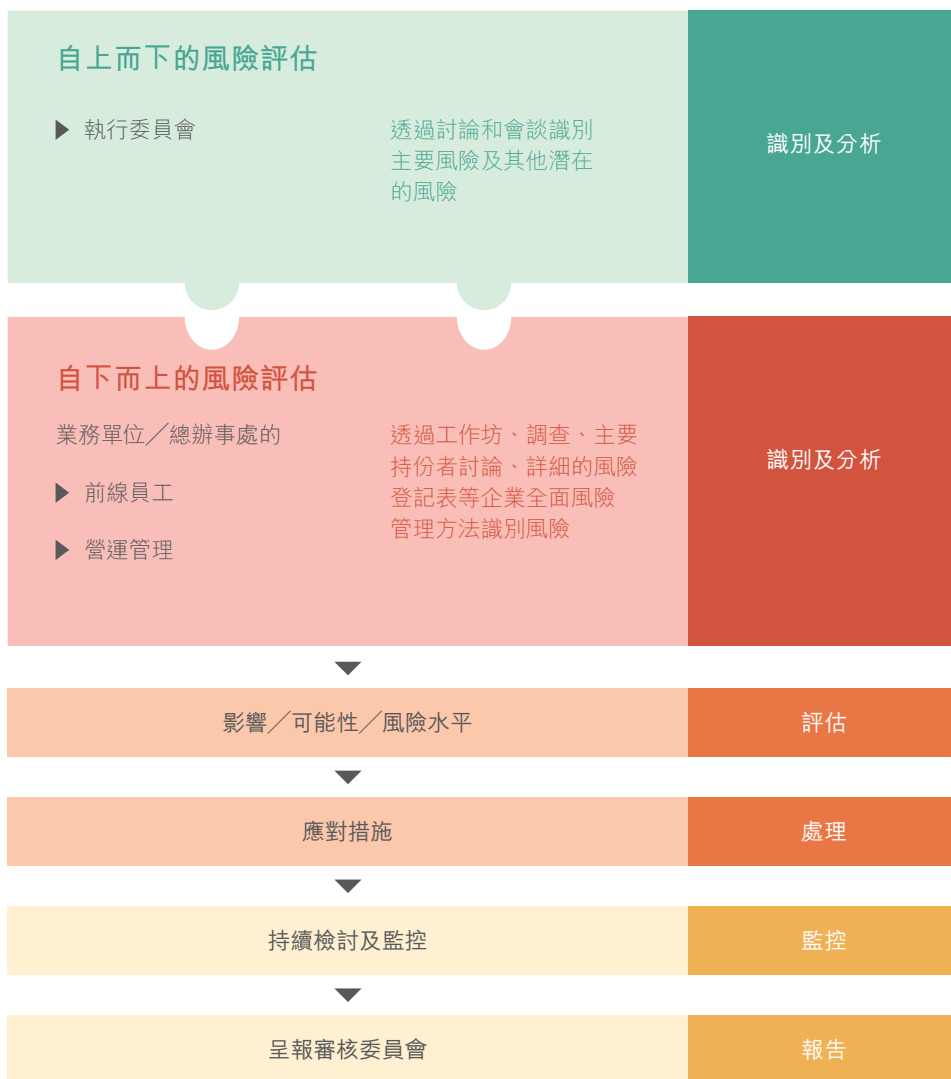 自上而下的風險評估
執行委員會
透過討論和會談識別
主要風險及其他潛在
的風險
識別及分析
自下而上的風險評估
業務單位╱總辦事處的
前線員工
營運管理
透過工作坊、調查、主要
持份者討論、詳細的風險
登記表等企業全面風險
管理方法識別風險
識別及分析
影響╱可能性╱風險水平
評估
應對措施
處理
持續檢討及監控
監控
呈報審核委員會
報告